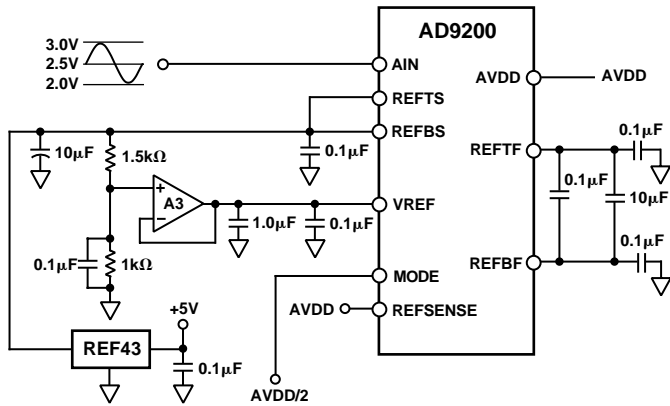 AD9200
3.0V
2.5V
2.0V
AIN
AVDD
AVDD
REFTS
REFBS
10μF
1.5kΩ
0.1μF
REFTF
0.1μF
0.1μF
10μF
A3
+
–
1.0μF
0.1μF
VREF
0.1μF
1kΩ
0.1μF
REFBF
MODE
AVDD
REFSENSE
+5V
REF43
0.1μF
AVDD/2